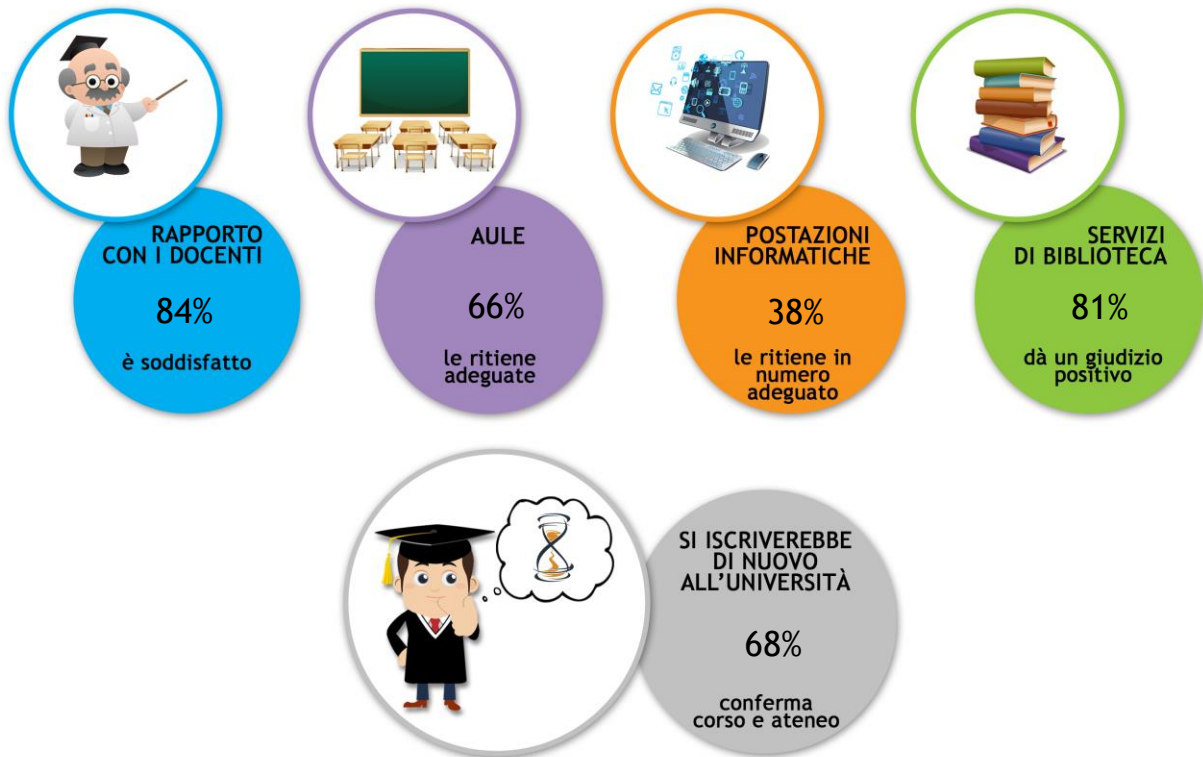 RAPPORTO
CON I DOCENTI
84%
è soddisfatto
AULE
66%
le ritiene
adeguate
POSTAZIONI
INFORMATICHE
38%
le ritiene in
numero
adeguato
SERVIZI
DI BIBLIOTECA
81%
dà un giudizio
positivo
SI ISCRIVEREBBE
DI NUOVO
ALL'UNIVERSITÀ
68%
conferma
corso e ateneo